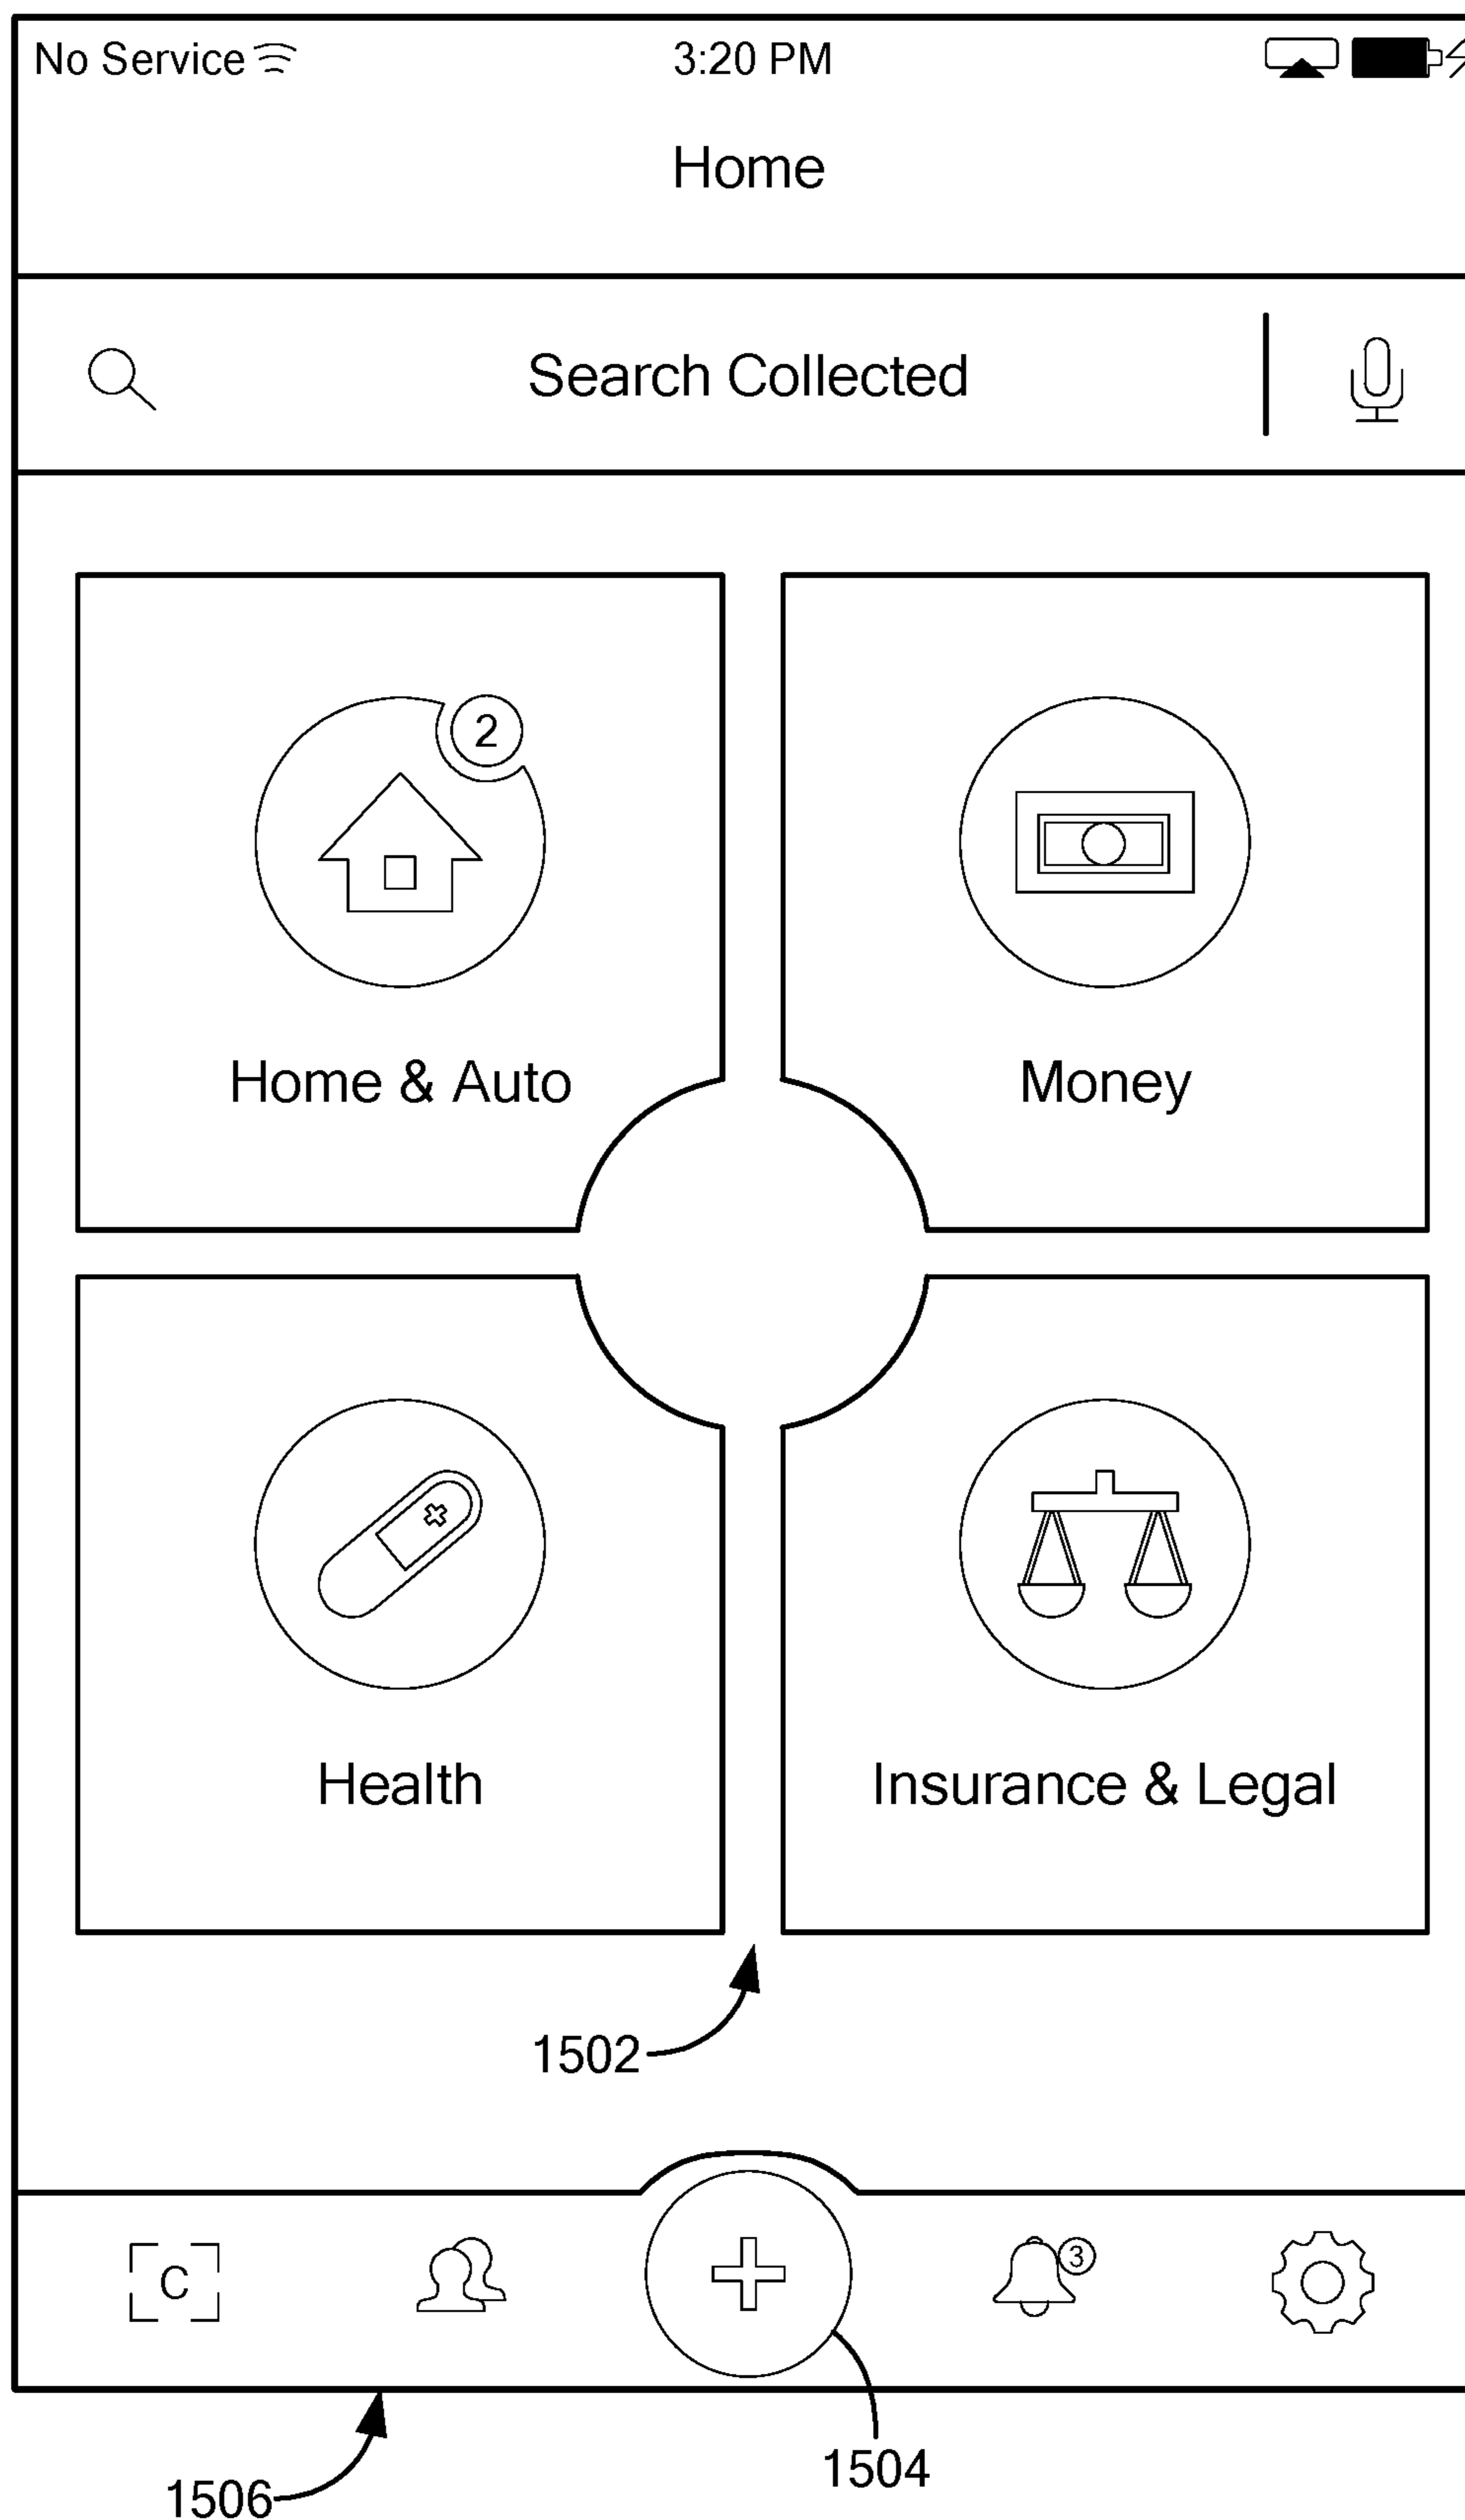 No Service 3:20 PM
Home
Search Collected
2
Home & Auto Money
Health Insurance & Legal
1502
C 3
1504
1506